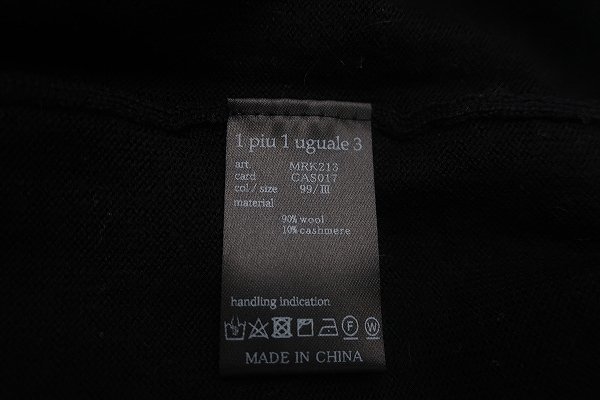 1 piu 1 uguale 3
art. MRK213
card CAS017
col / size 99/III
material
90% wool
10% cashmere
handling indication
F W
MADE IN CHINA